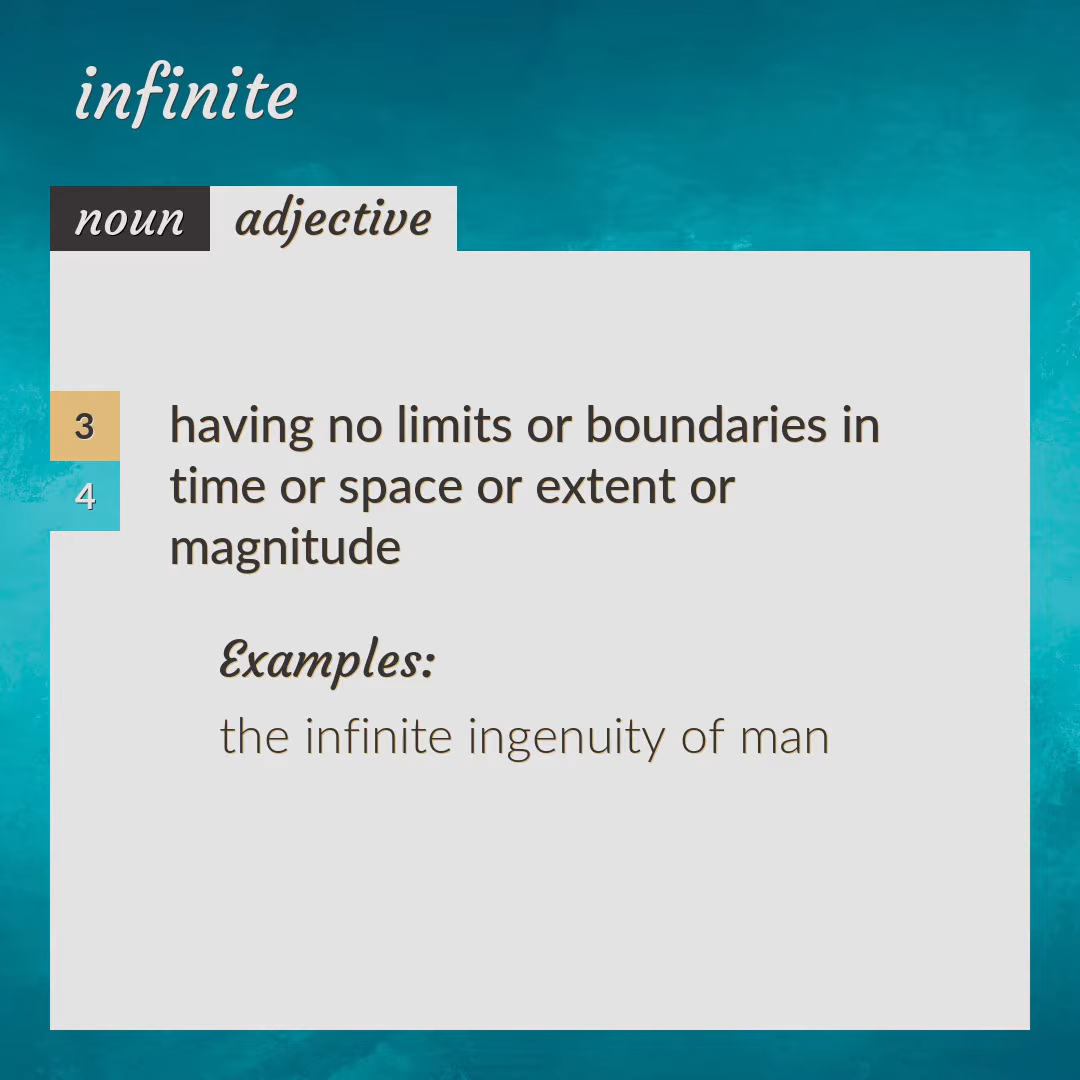 infinite
noun adjective
3 having no limits or boundaries in
4 time or space or extent or
magnitude
Examples:
the infinite ingenuity of man